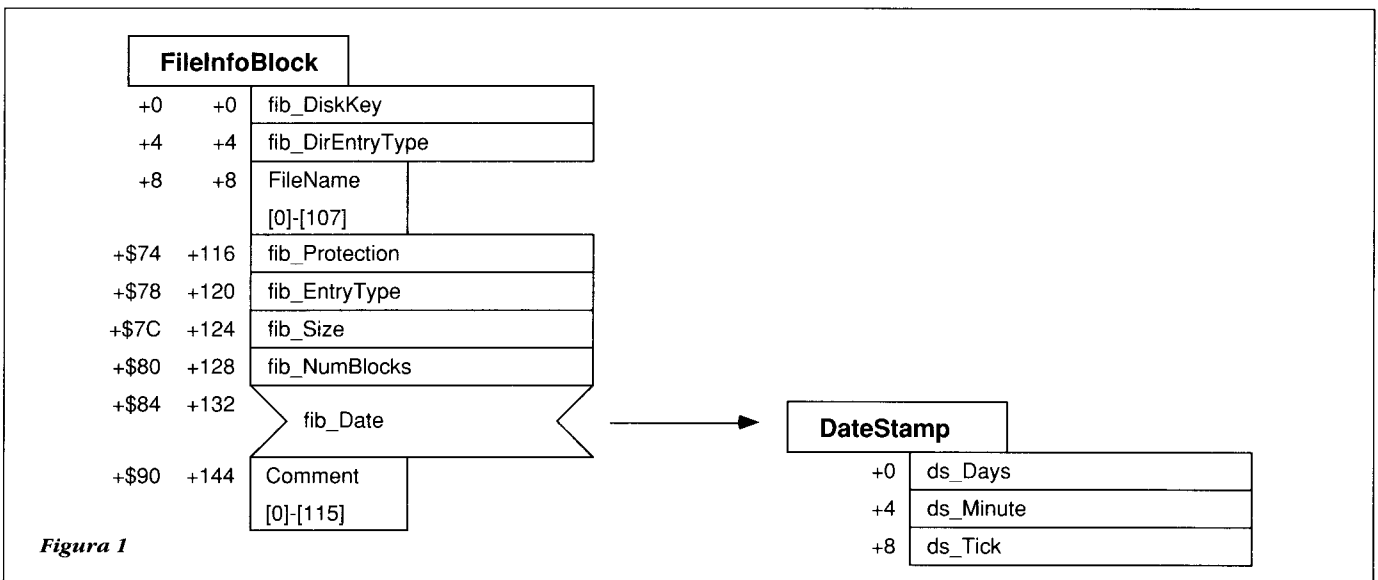 FileInfoBlock
+0 +0 fib_DiskKey
+4 +4 fib_DirEntryType
+8 +8 FileName
[0]-[107]
+$74 +116 fib_Protection
+$78 +120 fib_EntryType
+$7C +124 fib_Size
+$80 +128 fib_NumBlocks
+$84 +132 fib_Date
+$90 +144 Comment
[0]-[115]
DateStamp
+0 ds_Days
+4 ds_Minute
+8 ds_Tick
Figura 1